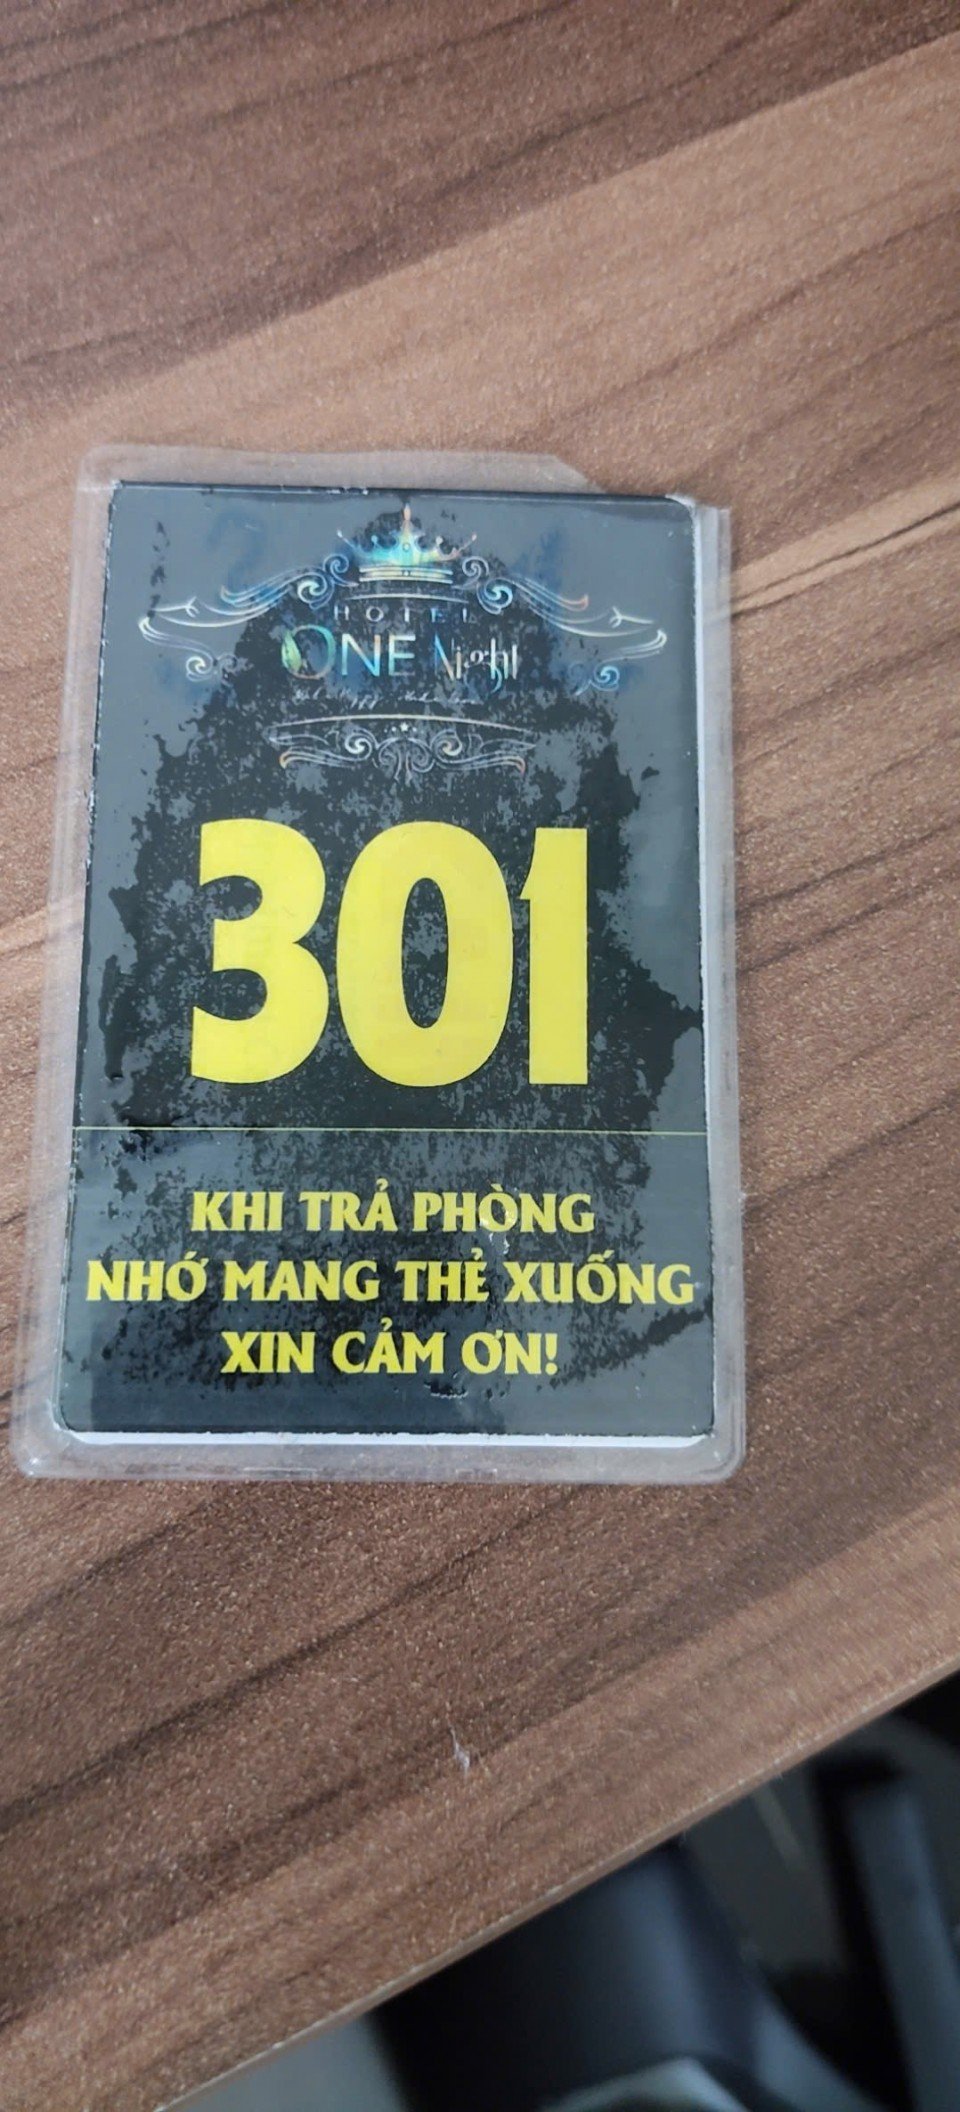 HOTEL
ONE Night
301
KHI TRẢ PHÒNG
NHỚ MANG THẺ XUỐNG
XIN CẢM ƠN!